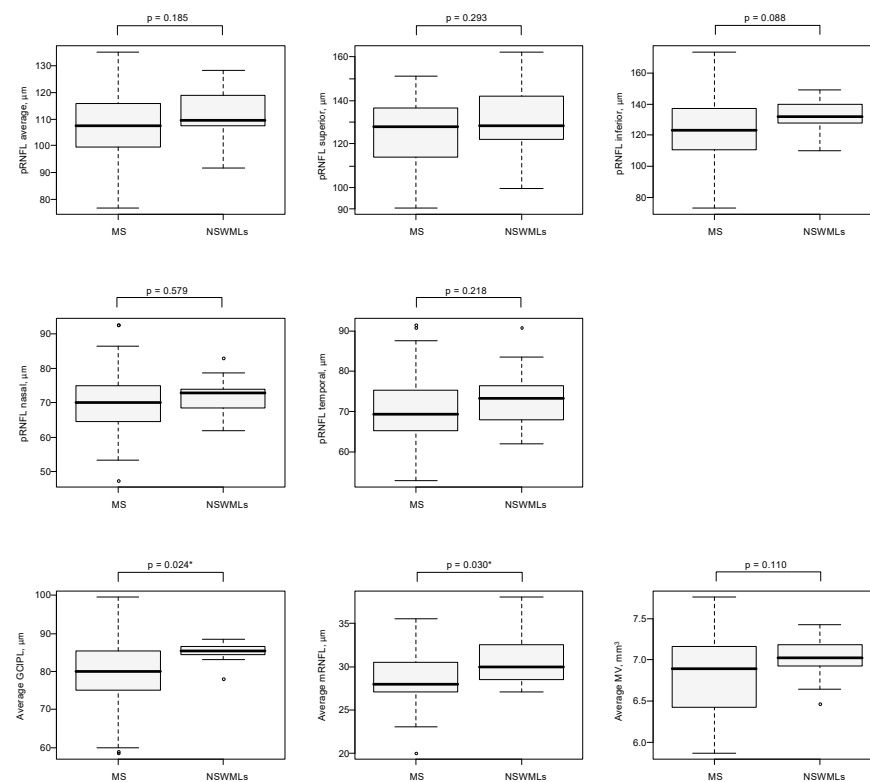 p = 0.185
pRNFL average, μm
130
120
110
100
90
80
MS
NSWMLs
p = 0.293
pRNFL superior, μm
160
130
120
100
90
MS
NSWMLs
p = 0.088
pRNFL inferior, μm
160
140
120
100
80
MS
NSWMLs
p = 0.579
pRNFL nasal, μm
90
80
70
60
50
MS
NSWMLs
p = 0.218
pRNFL temporal, μm
90
80
70
60
MS
NSWMLs
p = 0.024*
Average GCIPL, μm
100
90
80
70
60
MS
NSWMLs
p = 0.030*
Average mRNFL, μm
35
30
25
20
MS
NSWMLs
p = 0.110
Average MV, mm³
7.5
7.0
6.5
6.0
MS
NSWMLs